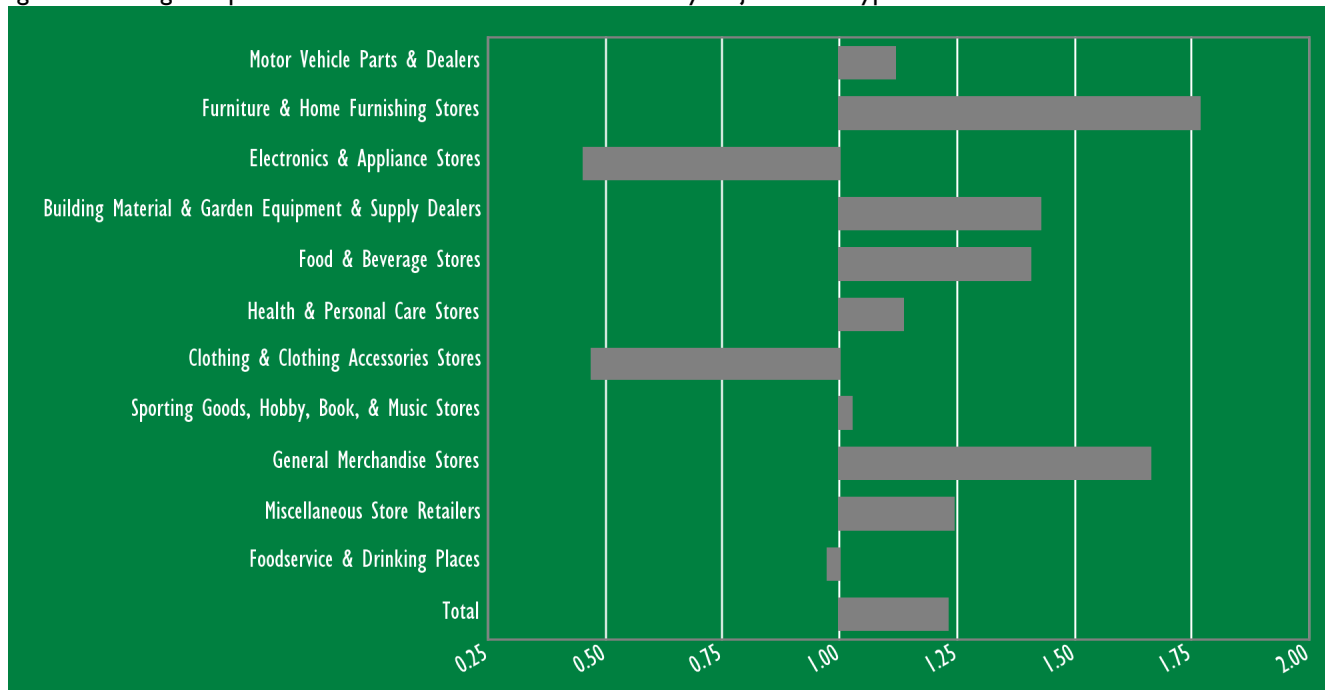 Motor Vehicle Parts & Dealers
Furniture & Home Furnishing Stores
Electronics & Appliance Stores
Building Material & Garden Equipment & Supply Dealers
Food & Beverage Stores
Health & Personal Care Stores
Clothing & Clothing Accessories Stores
Sporting Goods, Hobby, Book, & Music Stores
General Merchandise Stores
Miscellaneous Store Retailers
Foodservice & Drinking Places
Total
0.25 0.50 0.75 1.00 1.25 1.50 1.75 2.00